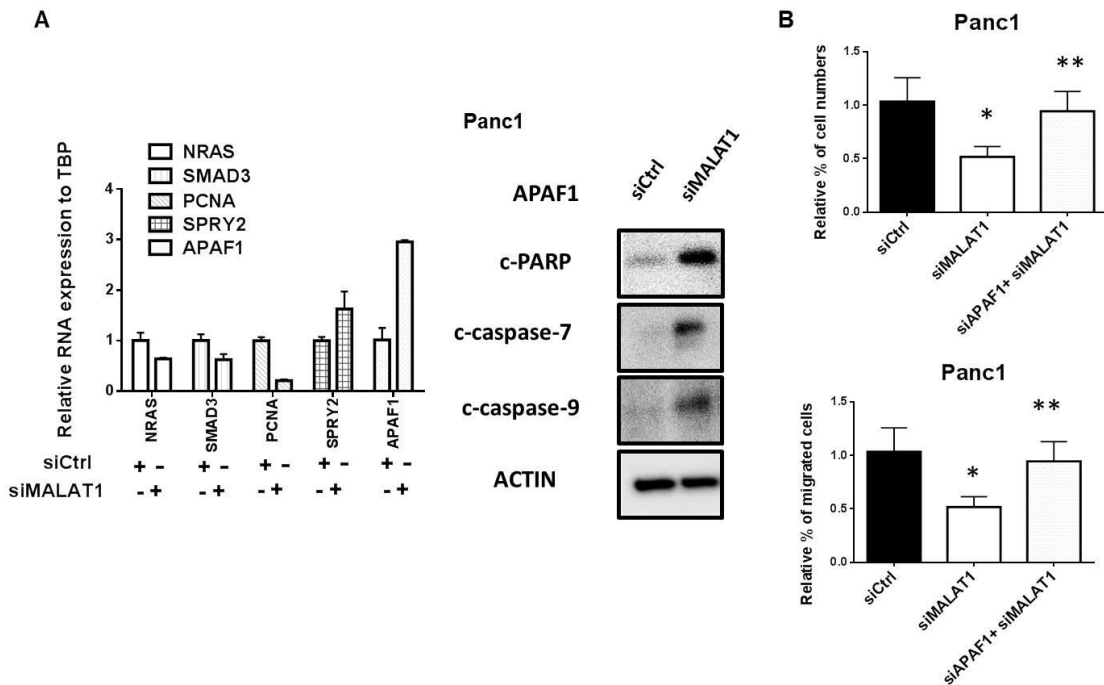 A
Relative RNA expression to TBP
NRAS
SMAD3
PCNA
SPRY2
APAF1
4
3
2
1
0
NRAS
SMAD3
PCNA
SPRY2
APAF1
siCtrl + - + - + - + - + -
siMALAT1 - + - + - + - + - +
Panc1
siCtrl
siMALAT1
APAF1
c-PARP
c-caspase-7
c-caspase-9
ACTIN
B
Panc1
Relative % of cell numbers
1.5
1.0
0.5
0.0
*
**
siCtrl
siMALAT1
siAPAF1+ siMALAT1
Panc1
Relative % of migrated cells
1.5
1.0
0.5
0.0
*
**
siCtrl
siMALAT1
siAPAF1+ siMALAT1